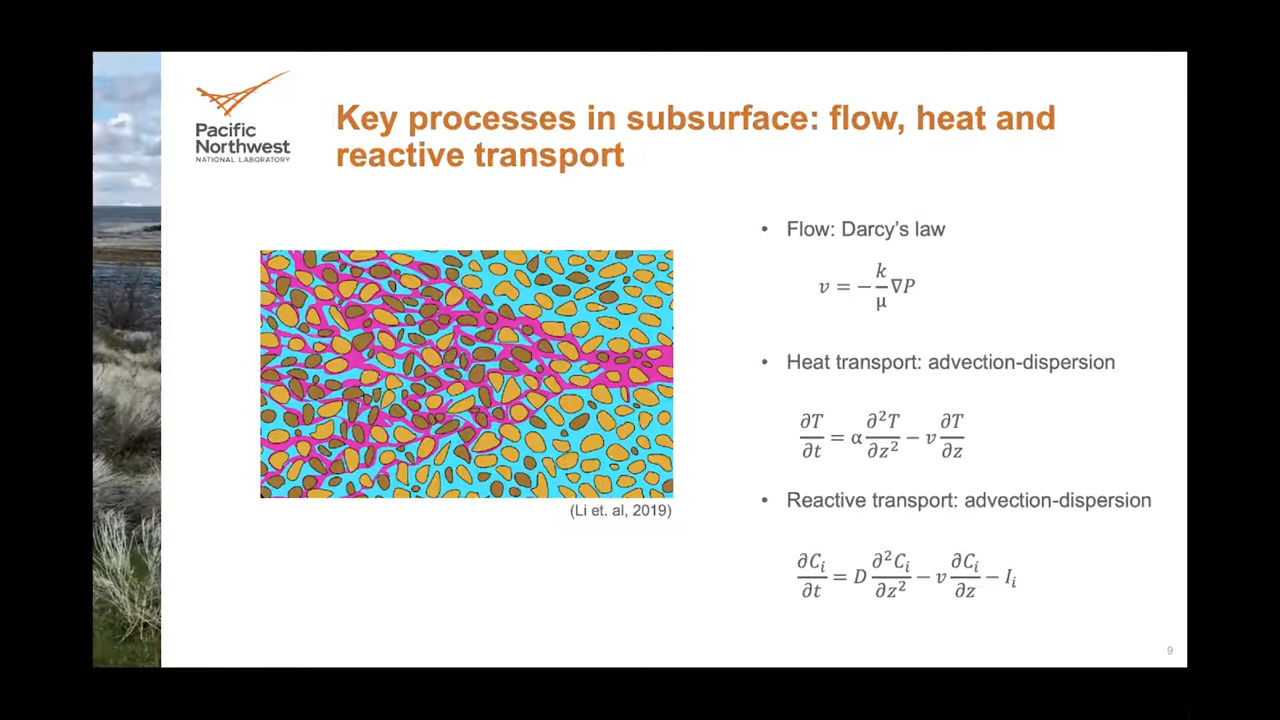 Pacific
Northwest
NATIONAL LABORATORY
Key processes in subsurface: flow, heat and
reactive transport
(Li et. al, 2019)
• Flow: Darcy's law
v = −k/μ ∇P
• Heat transport: advection-dispersion
∂T/∂t = α ∂²T/∂z² − v ∂T/∂z
• Reactive transport: advection-dispersion
∂Cᵢ/∂t = D ∂²Cᵢ/∂z² − v ∂Cᵢ/∂z − Iᵢ
9